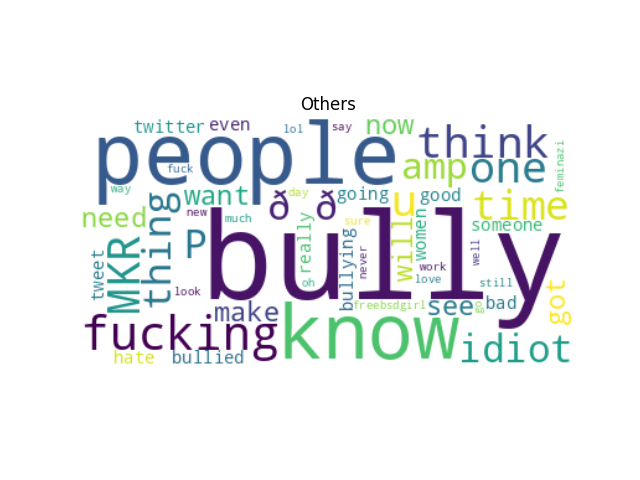 Others
twitter even lol say now
people think
fuck amp one
feminazi
way want ð ð day going u good time
need thing new much sure someone
MKR P bully
tweet really bullying never will women well
oh work love still
look make freebsdgirl see go bad got
fucking know idiot
hate bullied